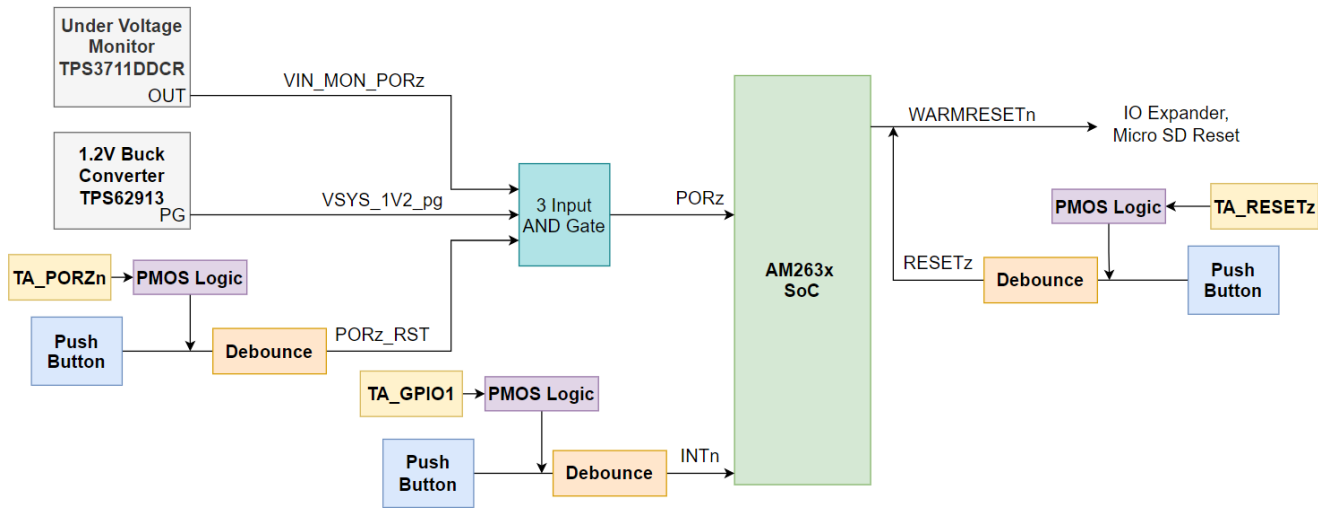 Under Voltage
Monitor
TPS3711DDCR
OUT
VIN_MON_PORz
1.2V Buck
Converter
TPS62913
PG
VSYS_1V2_pg
3 Input
AND Gate
PORz
TA_PORZn
PMOS Logic
Push
Button
Debounce
PORz_RST
TA_GPIO1
PMOS Logic
Push
Button
Debounce
INTn
AM263x
SoC
WARMRESETn
IO Expander,
Micro SD Reset
PMOS Logic
TA_RESETz
RESETz
Debounce
Push
Button